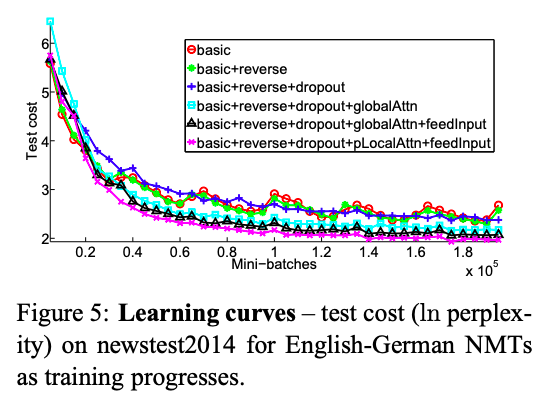 6
5
4
3
2
Test cost
basic
basic+reverse
basic+reverse+dropout
basic+reverse+dropout+globalAttn
basic+reverse+dropout+globalAttn+feedInput
basic+reverse+dropout+pLocalAttn+feedInput
0.2 0.4 0.6 0.8 1 1.2 1.4 1.6 1.8
Mini-batches
x 10⁵
Figure 5: Learning curves – test cost (ln perplex-
ity) on newstest2014 for English-German NMTs
as training progresses.